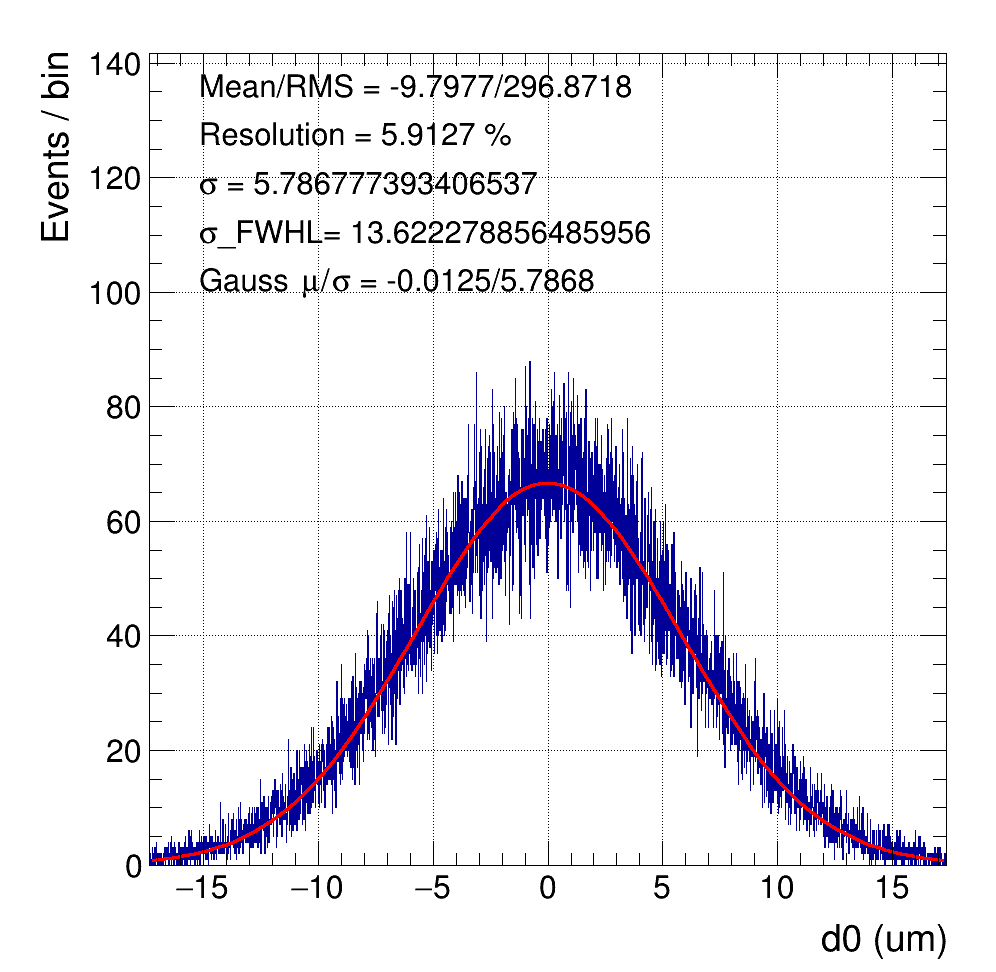 Events / bin
140
120
100
80
60
40
20
0
Mean/RMS = -9.7977/296.8718
Resolution = 5.9127 %
σ = 5.786777393406537
σ_FWHL= 13.622278856485956
Gauss μ/σ = -0.0125/5.7868
−15 −10 −5 0 5 10 15
d0 (um)